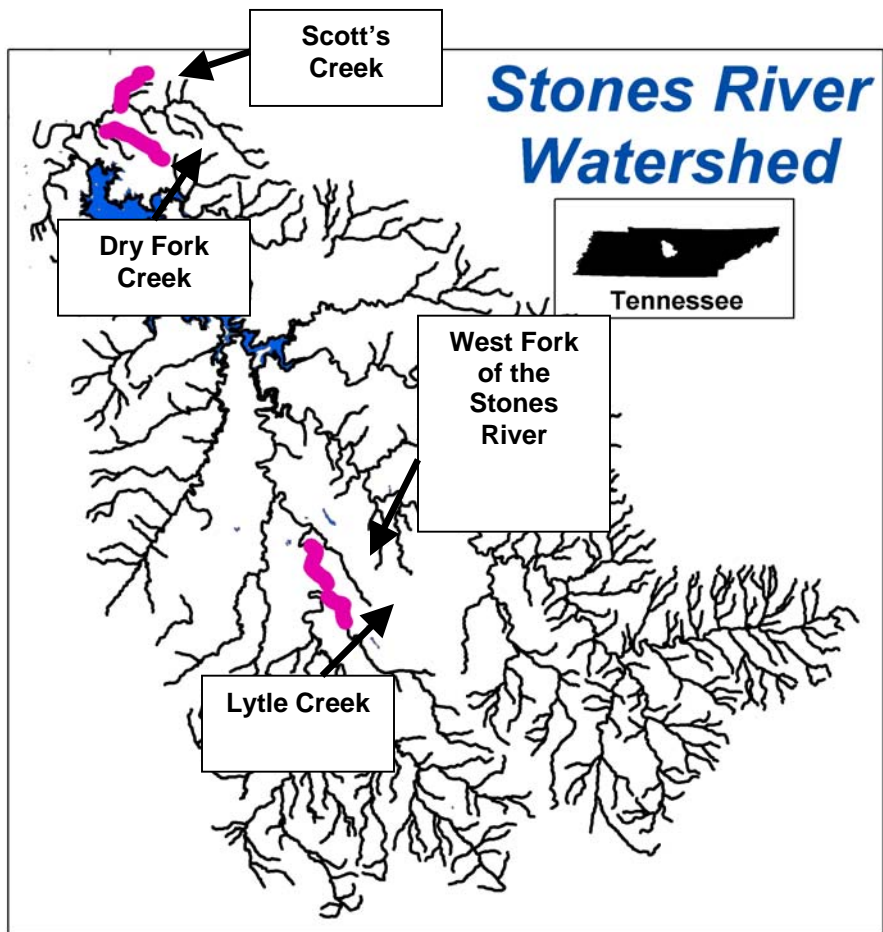 Scott's
Creek
Stones River
Watershed
Dry Fork
Creek
Tennessee
West Fork
of the
Stones
River
Lytle Creek